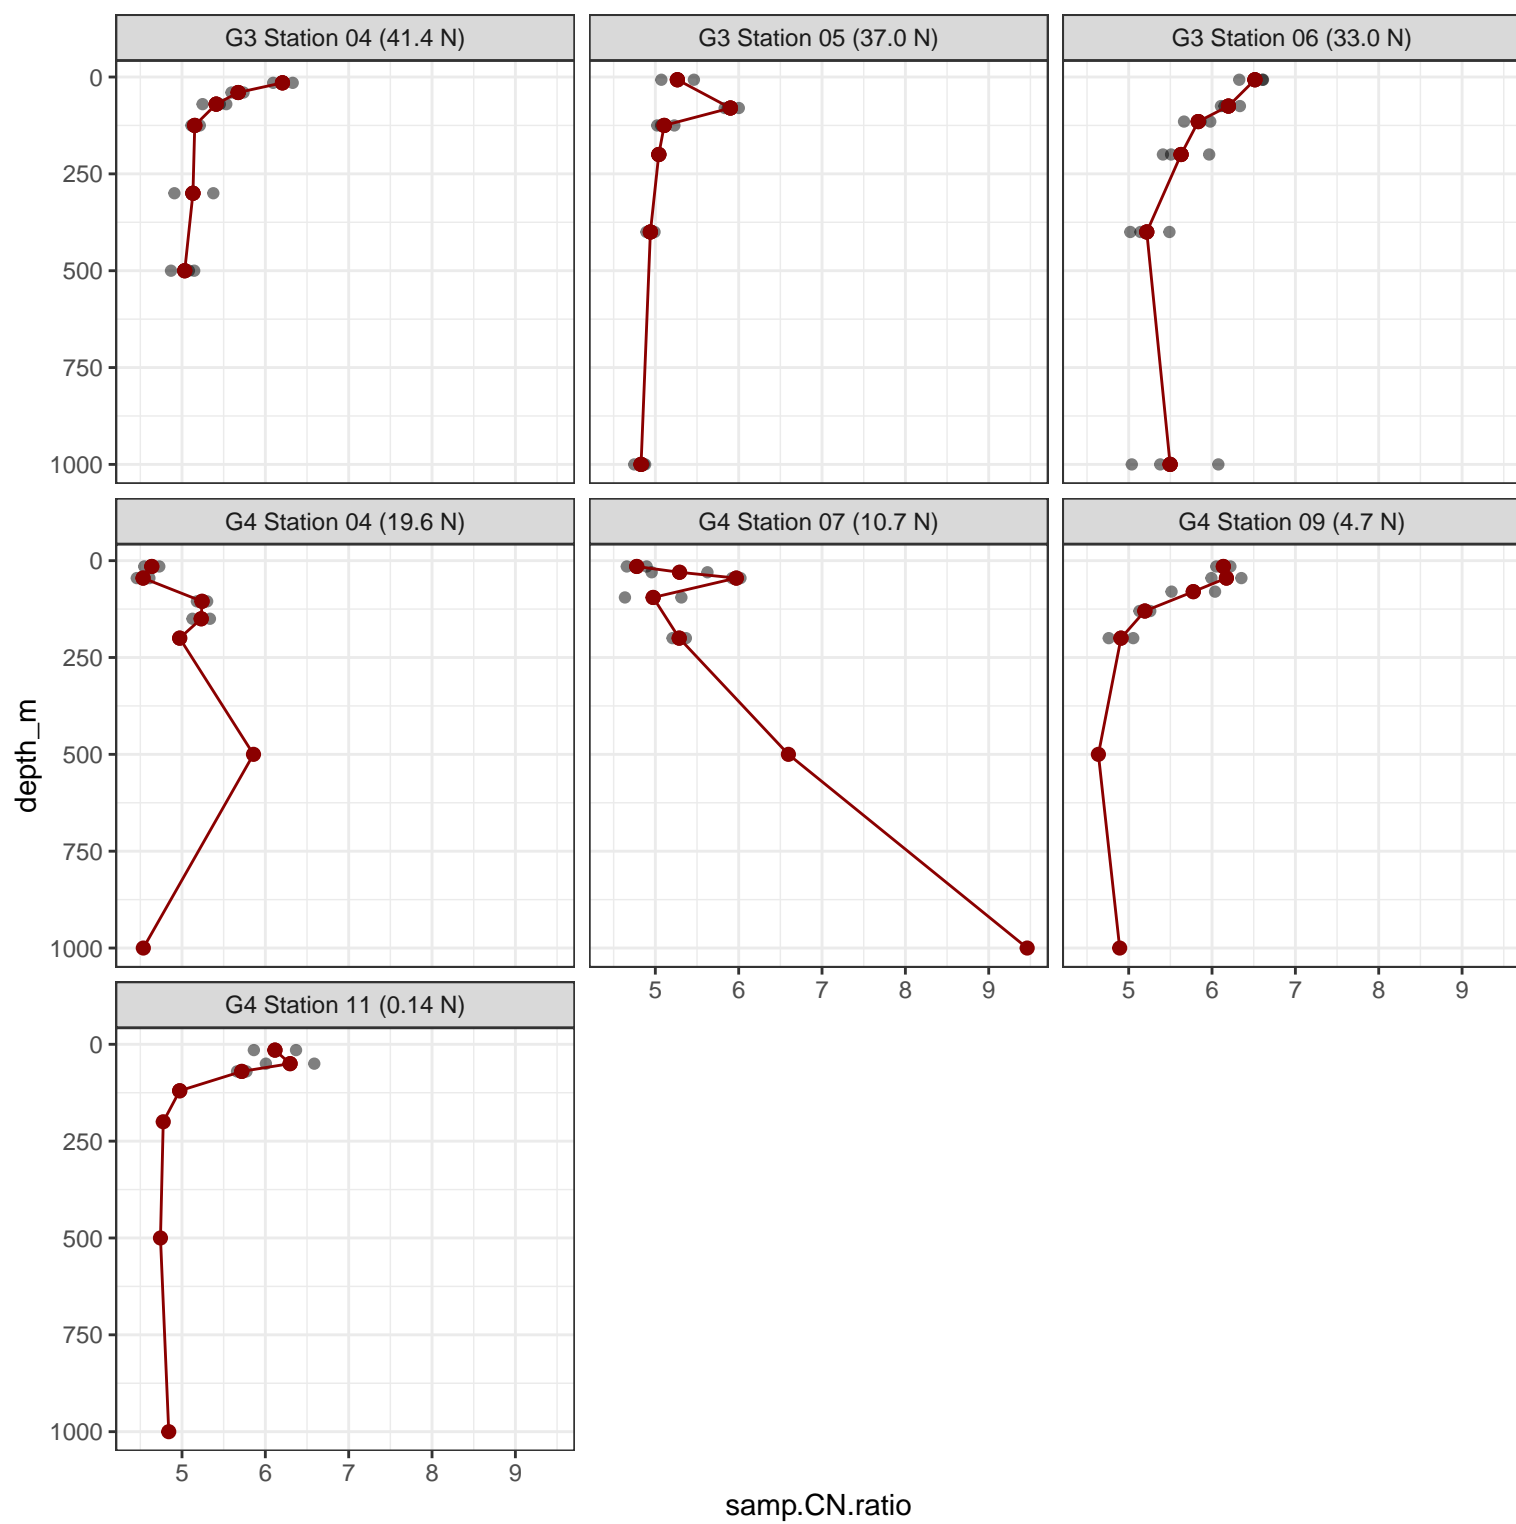 G3 Station 04 (41.4 N)
G3 Station 05 (37.0 N)
G3 Station 06 (33.0 N)
0
250
500
750
1000
G4 Station 04 (19.6 N)
G4 Station 07 (10.7 N)
G4 Station 09 (4.7 N)
0
250
500
750
1000
5 6 7 8 9
5 6 7 8 9
G4 Station 11 (0.14 N)
0
250
500
750
1000
5 6 7 8 9
depth_m
samp.CN.ratio